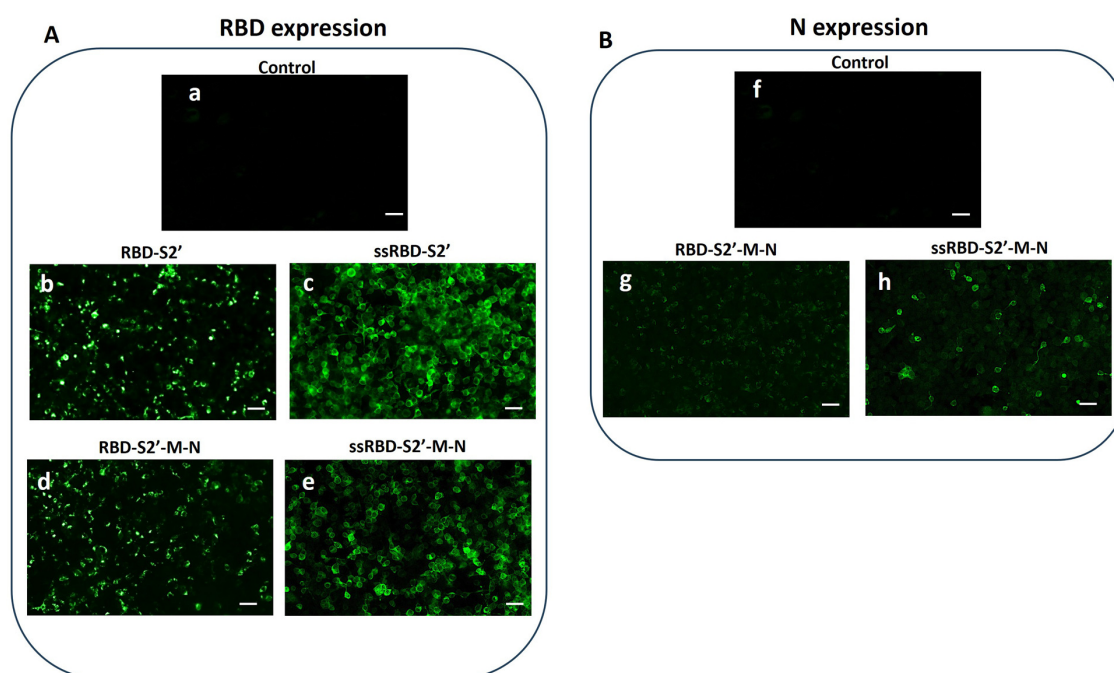 A
RBD expression
Control
a
RBD-S2’
ssRBD-S2’
b
c
RBD-S2’-M-N
ssRBD-S2’-M-N
d
e
B
N expression
Control
f
RBD-S2’-M-N
ssRBD-S2’-M-N
g
h